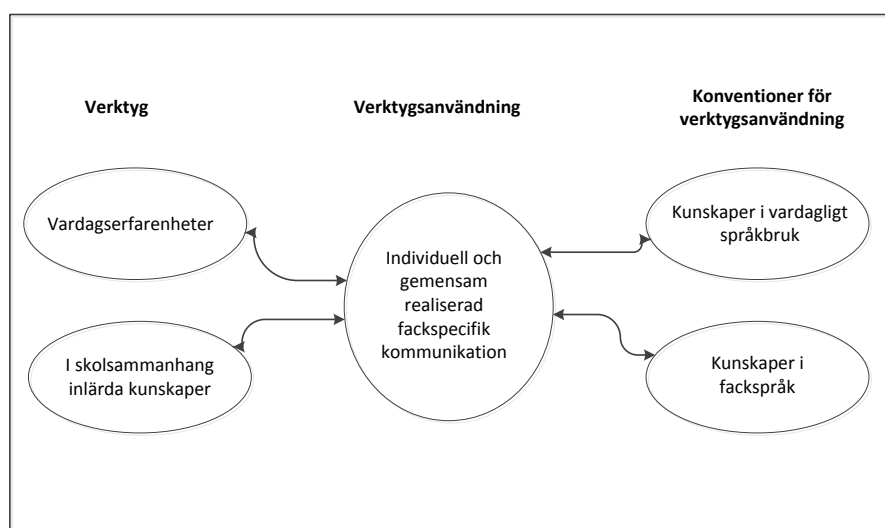 Verktyg
Verktygsanvändning
Konventioner för
verktygsanvändning
Vardagserfarenheter
I skolsammanhang
inlärda kunskaper
Individuell och
gemensam
realiserad
fackspecifik
kommunikation
Kunskaper i vardagligt
språkbruk
Kunskaper i
fackspråk